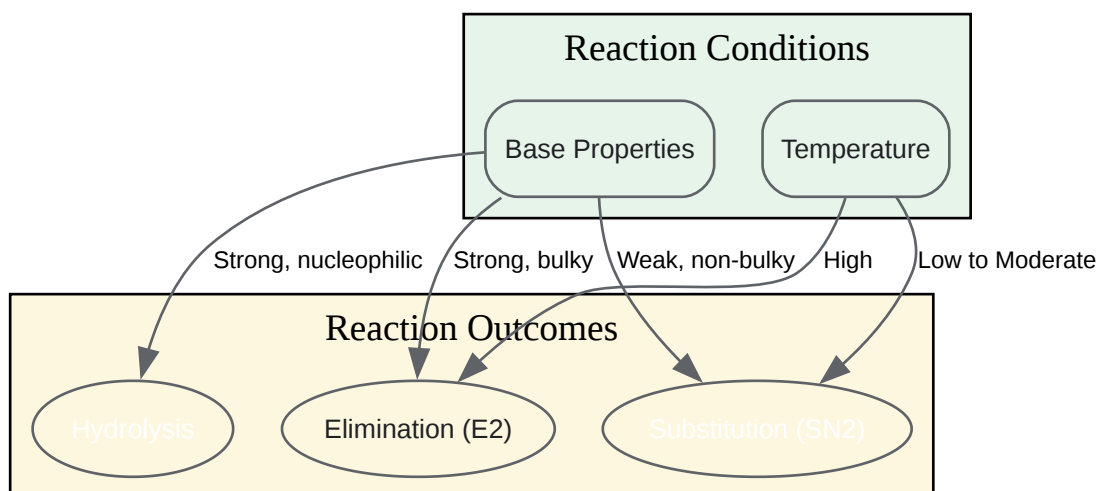 Reaction Conditions
Base Properties
Temperature
Strong, nucleophilic
Strong, bulky
Weak, non-bulky
High
Low to Moderate
Reaction Outcomes
Hydrolysis
Elimination (E2)
Substitution (SN2)